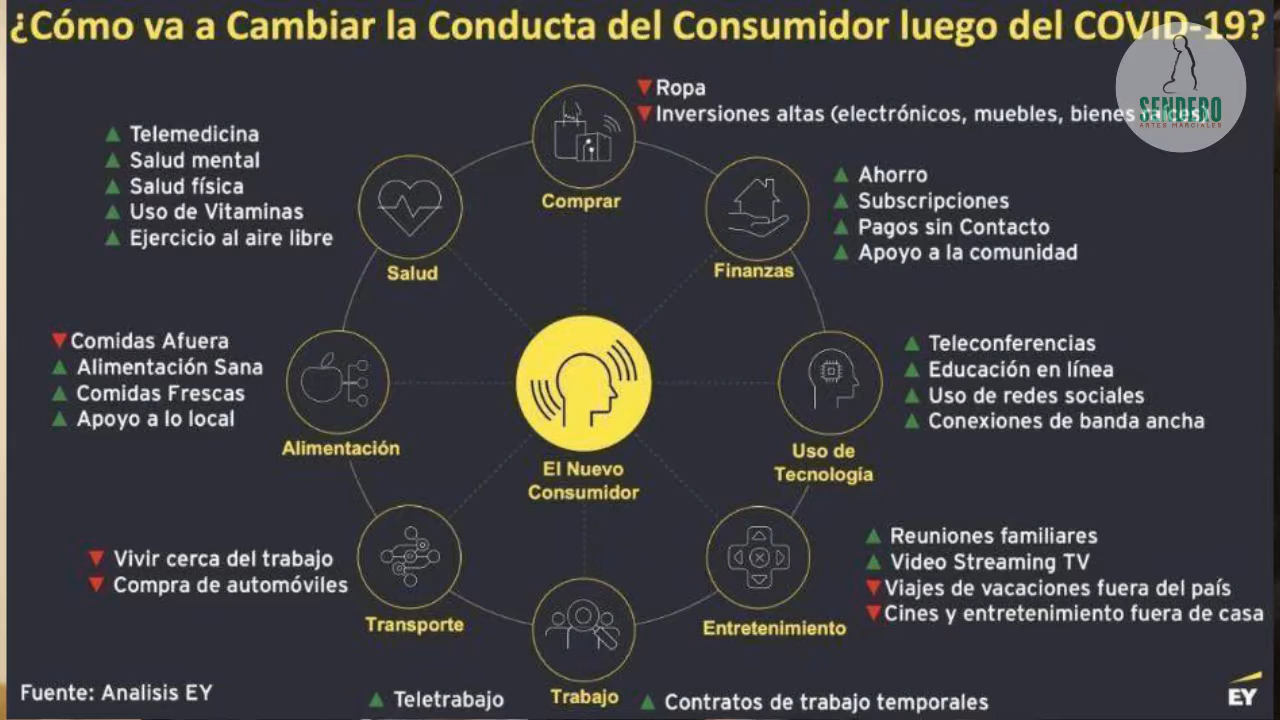 ¿Cómo va a Cambiar la Conducta del Consumidor luego del COVID-19?
SENDERO
ARTES MARCIALES
Ropa
Inversiones altas (electrónicos, muebles, bienes raíces)
Comprar
Telemedicina
Salud mental
Salud física
Uso de Vitaminas
Ejercicio al aire libre
Salud
Ahorro
Subscripciones
Pagos sin Contacto
Apoyo a la comunidad
Finanzas
Comidas Afuera
Alimentación Sana
Comidas Frescas
Apoyo a lo local
Alimentación
El Nuevo
Consumidor
Teleconferencias
Educación en línea
Uso de redes sociales
Conexiones de banda ancha
Uso de
Tecnología
Vivir cerca del trabajo
Compra de automóviles
Transporte
Reuniones familiares
Video Streaming TV
Viajes de vacaciones fuera del país
Cines y entretenimiento fuera de casa
Entretenimiento
Teletrabajo
Trabajo
Contratos de trabajo temporales
Fuente: Analisis EY
EY